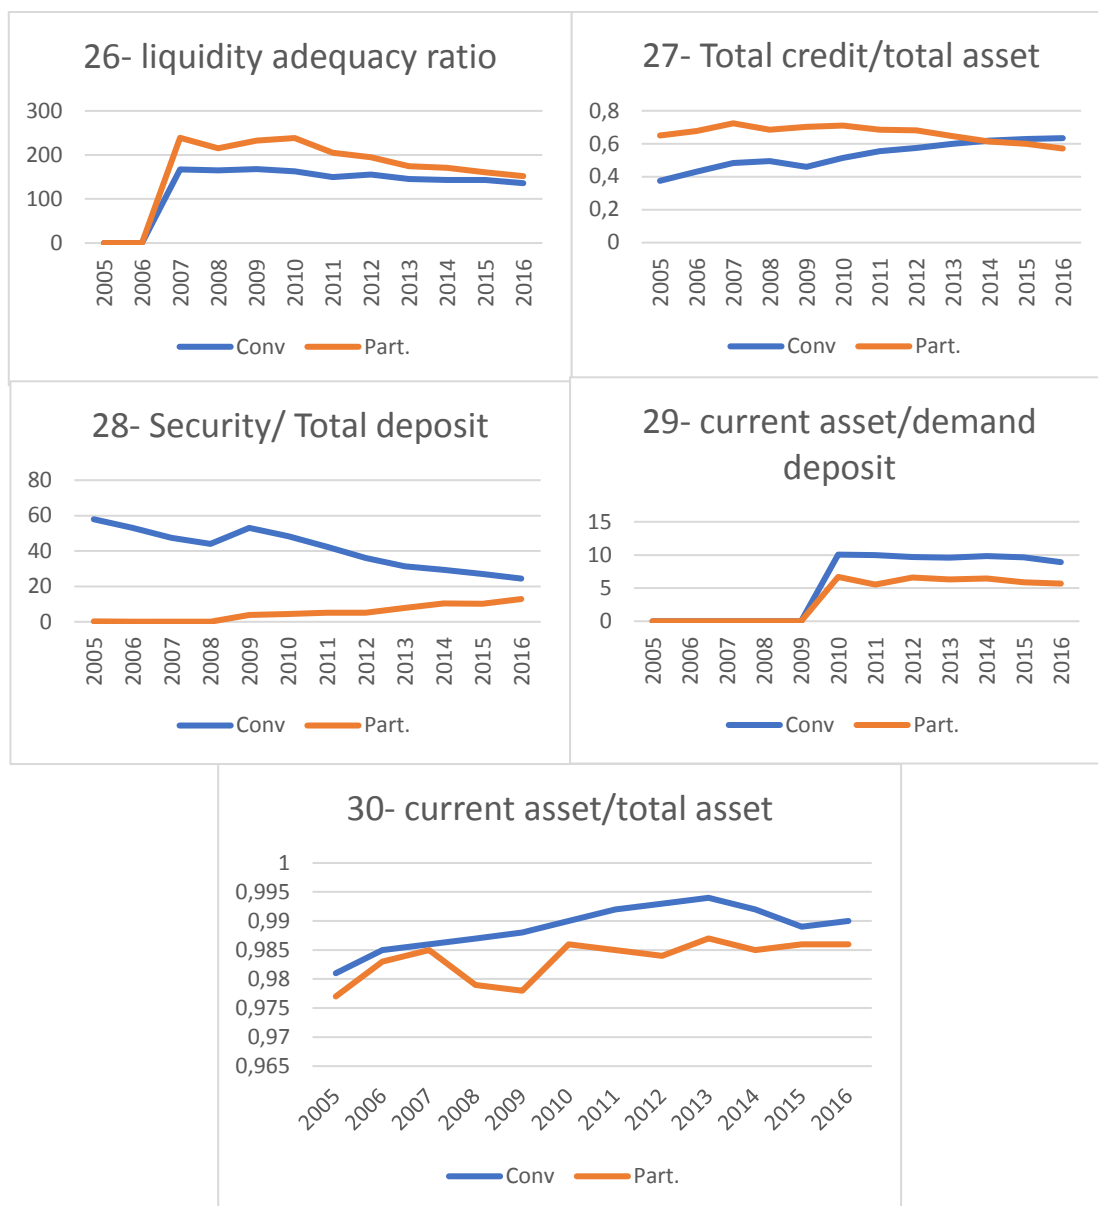 26- liquidity adequacy ratio
300
200
100
0
2005 2006 2007 2008 2009 2010 2011 2012 2013 2014 2015 2016
Conv Part.
27- Total credit/total asset
0,8
0,6
0,4
0,2
0
2005 2006 2007 2008 2009 2010 2011 2012 2013 2014 2015 2016
Conv Part.
28- Security/ Total deposit
80
60
40
20
0
2005 2006 2007 2008 2009 2010 2011 2012 2013 2014 2015 2016
Conv Part.
29- current asset/demand
deposit
15
10
5
0
2005 2006 2007 2008 2009 2010 2011 2012 2013 2014 2015 2016
Conv Part.
30- current asset/total asset
1
0,995
0,99
0,985
0,98
0,975
0,97
0,965
2005 2006 2007 2008 2009 2010 2011 2012 2013 2014 2015 2016
Conv Part.